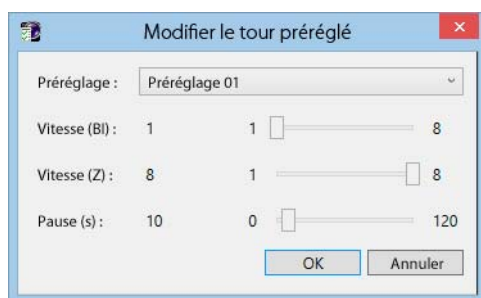 Modifier le tour préréglé
Préréglage : Préréglage 01
Vitesse (BI) : 1 1 8
Vitesse (Z) : 8 1 8
Pause (s) : 10 0 120
OK Annuler